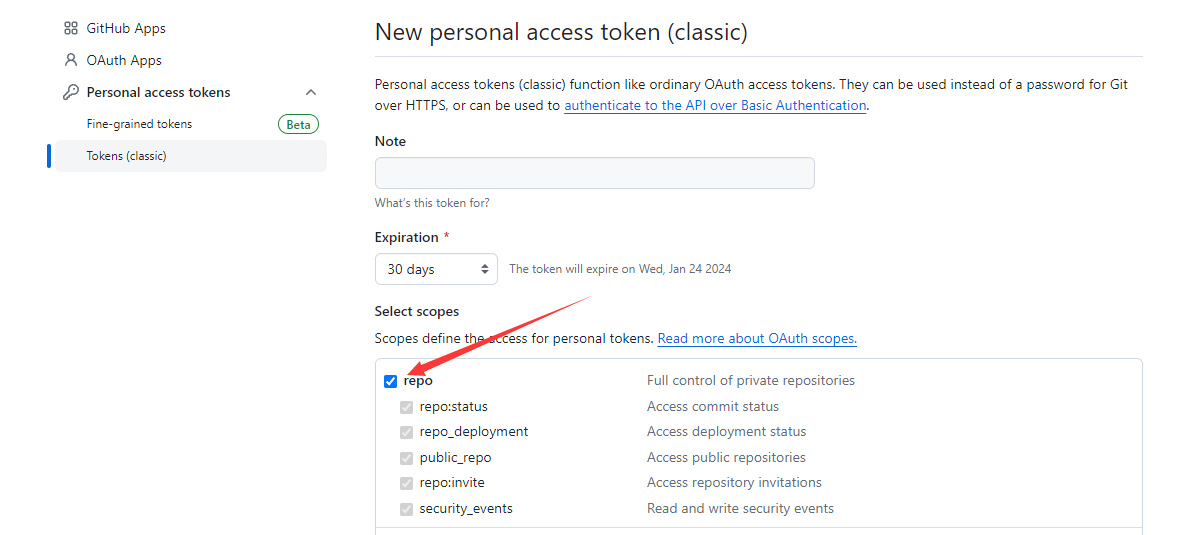 GitHub Apps
OAuth Apps
Personal access tokens
Fine-grained tokens Beta
Tokens (classic)
New personal access token (classic)
Personal access tokens (classic) function like ordinary OAuth access tokens. They can be used instead of a password for Git
over HTTPS, or can be used to authenticate to the API over Basic Authentication.
Note
What's this token for?
Expiration *
30 days The token will expire on Wed, Jan 24 2024
Select scopes
Scopes define the access for personal tokens. Read more about OAuth scopes.
repo Full control of private repositories
repo:status Access commit status
repo_deployment Access deployment status
public_repo Access public repositories
repo:invite Access repository invitations
security_events Read and write security events